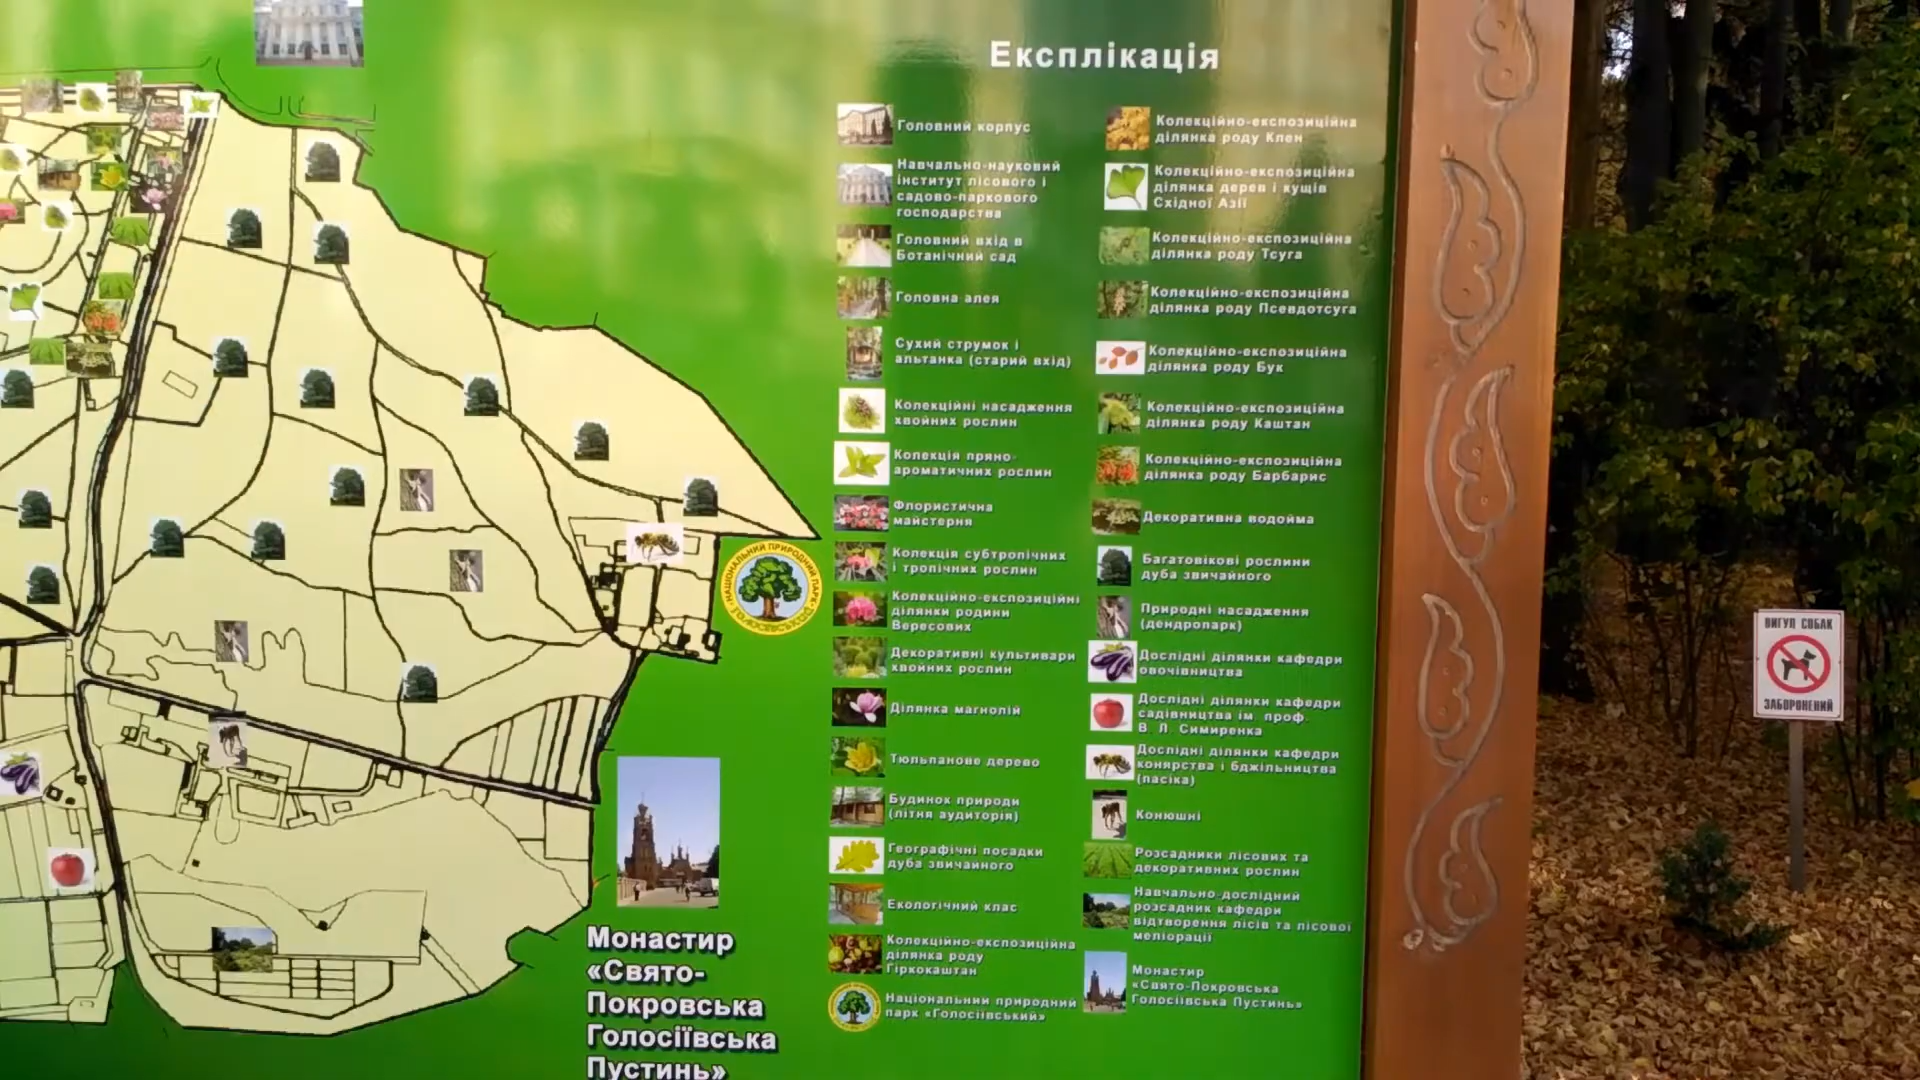 Експлікація
Головний корпус
Навчально-науковий
інститут лісового і
садово-паркового
господарства
Головний вхід в
Ботанічний сад
Головна алея
Сухий струмок і
альтанка (старий вхід)
Колекційні насадження
хвойних рослин
Колекція пряно-
ароматичних рослин
Флористична
майстерня
Колекція субтропічних
і тропічних рослин
Колекційно-експозиційні
ділянки родини
Вересових
Декоративні культивари
хвойних рослин
Ділянка магнолій
Тюльпанове дерево
Будинок природи
(літня аудиторія)
Географічні посадки
дуба звичайного
Екологічний клас
Колекційно-експозиційна
ділянка роду
Гіркокаштан
Національний природний
парк «Голосіївський»
Колекційно-експозиційна
ділянка роду Клен
Колекційно-експозиційна
ділянка дерев і кущів
Східної Азії
Колекційно-експозиційна
ділянка роду Тсуга
Колекційно-експозиційна
ділянка роду Псевдотсуга
Колекційно-експозиційна
ділянка роду Бук
Колекційно-експозиційна
ділянка роду Каштан
Колекційно-експозиційна
ділянка роду Барбарис
Декоративна водойма
Багатовікові рослини
дуба звичайного
Природні насадження
(дендропарк)
Дослідні ділянки кафедри
овочівництва
Дослідні ділянки кафедри
садівництва ім. проф.
В. Л. Симиренка
Дослідні ділянки кафедри
конярства і бджільництва
(пасіка)
Конюшні
Розсадники лісових та
декоративних рослин
Навчально-дослідний
розсадник кафедри
відтворення лісів та лісової
меліорації
Монастир
«Свято-Покровська
Голосіївська Пустинь»
НАЦІОНАЛЬНИЙ ПРИРОДНИЙ ПАРК
"ГОЛОСІЇВСЬКИЙ"
Монастир
«Свято-
Покровська
Голосіївська
Пустинь»
ВИГУЛ СОБАК
ЗАБОРОНЕНИЙ